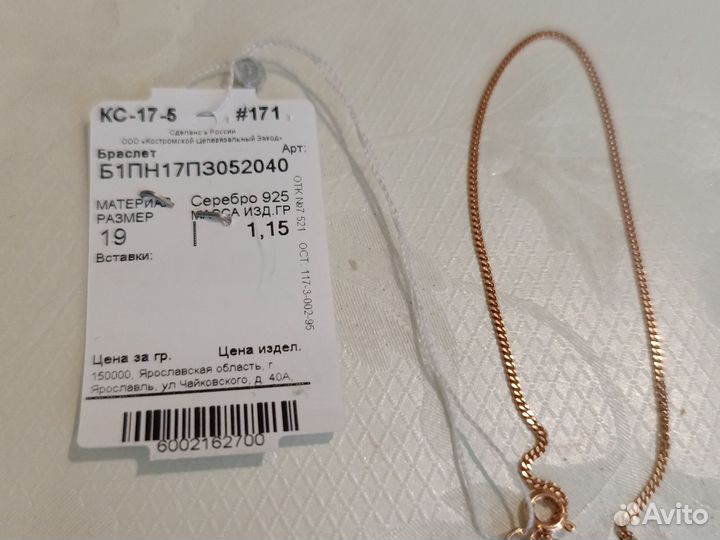 КС-17-5 #171
Сделано в России
ООО «Костромской Цепевязальный Завод»
Браслет Арт:
Б1ПН17ПЗ052040
МАТЕРИАЛ Серебро 925
РАЗМЕР МАССА ИЗД.ГР
19 1,15
Вставки:
ОТК №7 521 ОСТ. 117-3-002-95
Цена за гр. Цена издел.
150000, Ярославская область, г.
Ярославль, ул Чайковского, д. 40А,
6002162700
Avito